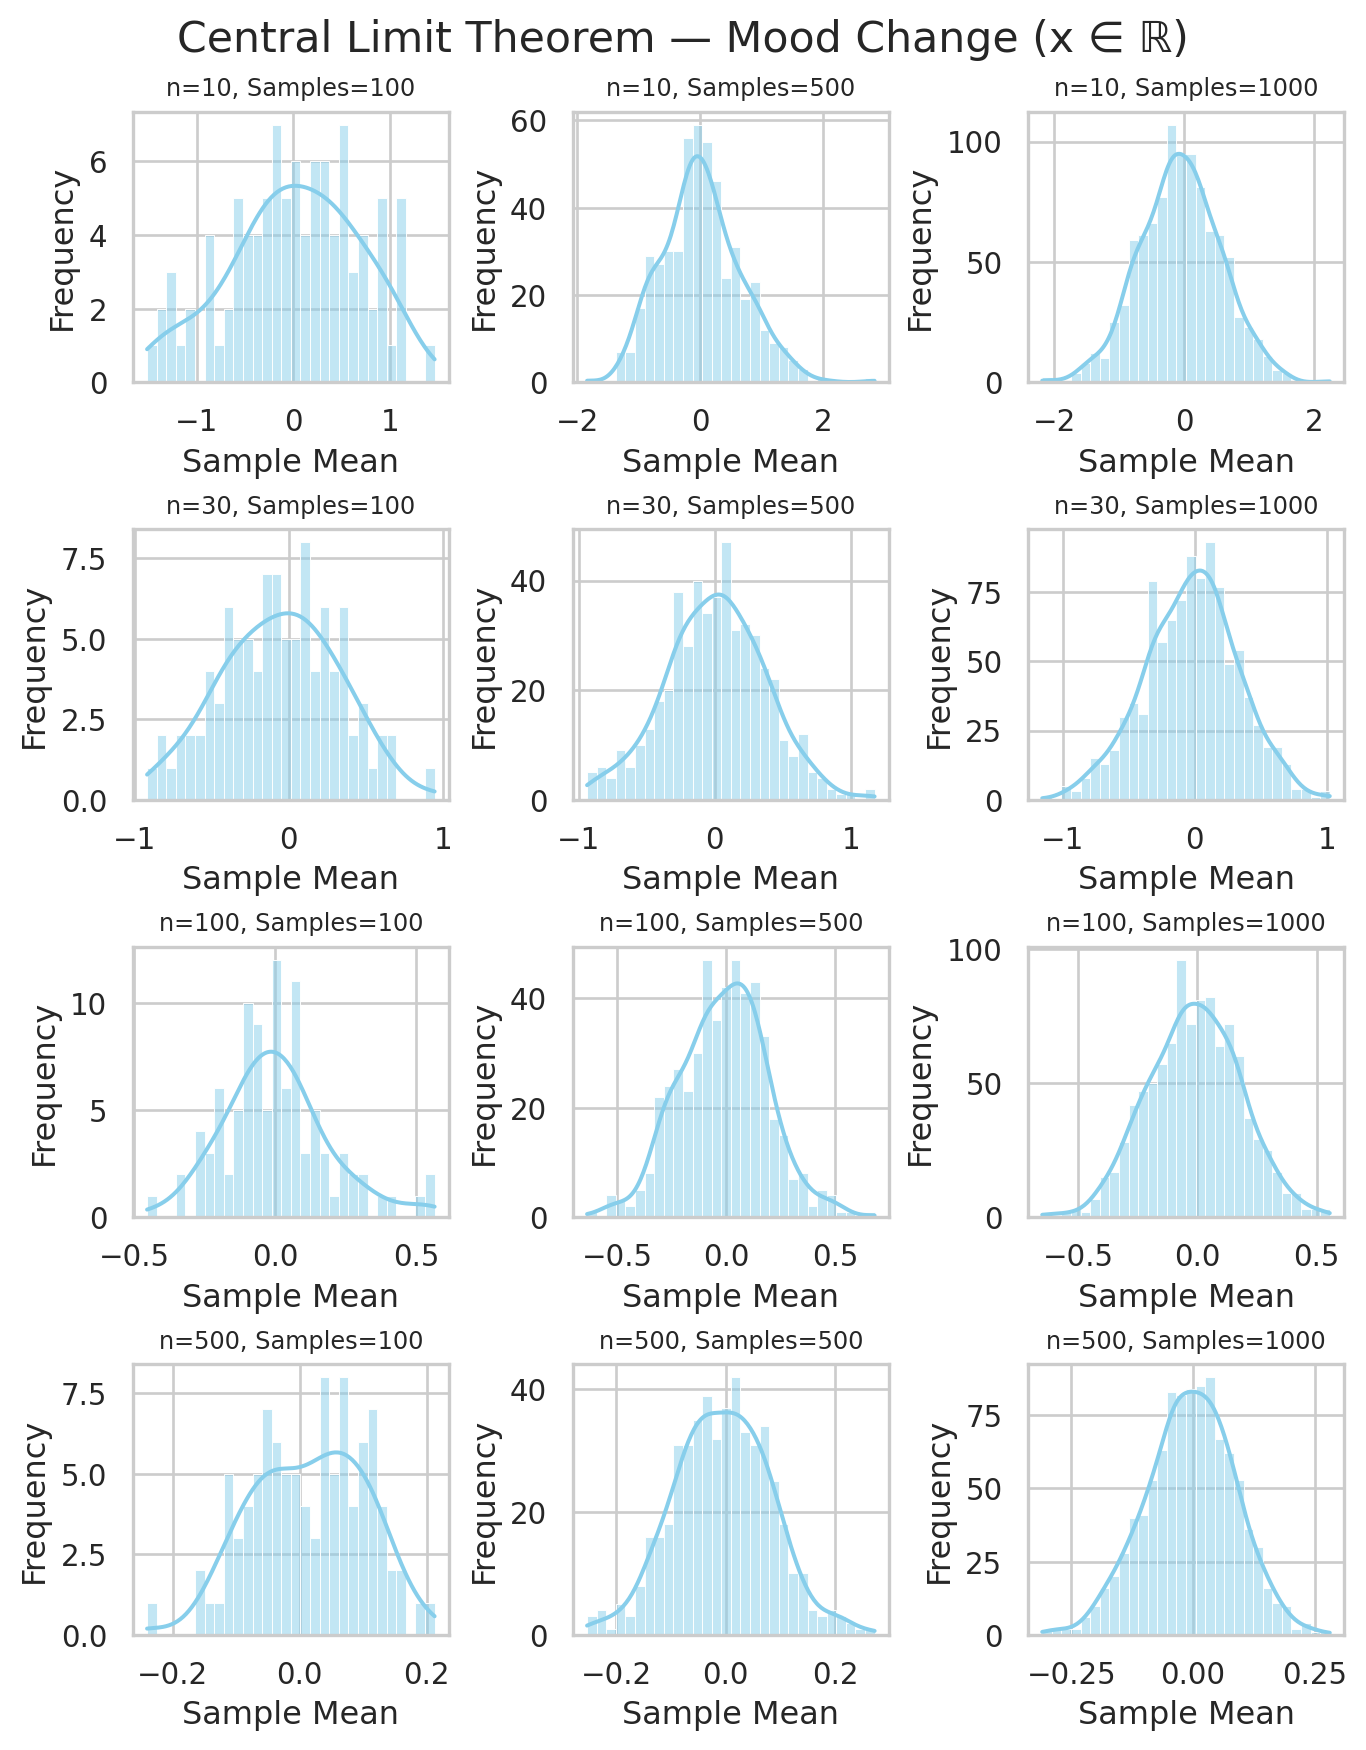 Central Limit Theorem — Mood Change (x ∈ ℝ)
n=10, Samples=100
n=10, Samples=500
n=10, Samples=1000
Frequency
6
4
2
0
−1 0 1
Sample Mean
Frequency
60
40
20
0
−2 0 2
Sample Mean
Frequency
100
50
0
−2 0 2
Sample Mean
n=30, Samples=100
n=30, Samples=500
n=30, Samples=1000
Frequency
7.5
5.0
2.5
0.0
−1 0 1
Sample Mean
Frequency
40
20
0
−1 0 1
Sample Mean
Frequency
75
50
25
0
−1 0 1
Sample Mean
n=100, Samples=100
n=100, Samples=500
n=100, Samples=1000
Frequency
10
5
0
−0.5 0.0 0.5
Sample Mean
Frequency
40
20
0
−0.5 0.0 0.5
Sample Mean
Frequency
100
50
0
−0.5 0.0 0.5
Sample Mean
n=500, Samples=100
n=500, Samples=500
n=500, Samples=1000
Frequency
7.5
5.0
2.5
0.0
−0.2 0.0 0.2
Sample Mean
Frequency
40
20
0
−0.2 0.0 0.2
Sample Mean
Frequency
75
50
25
0
−0.25 0.00 0.25
Sample Mean